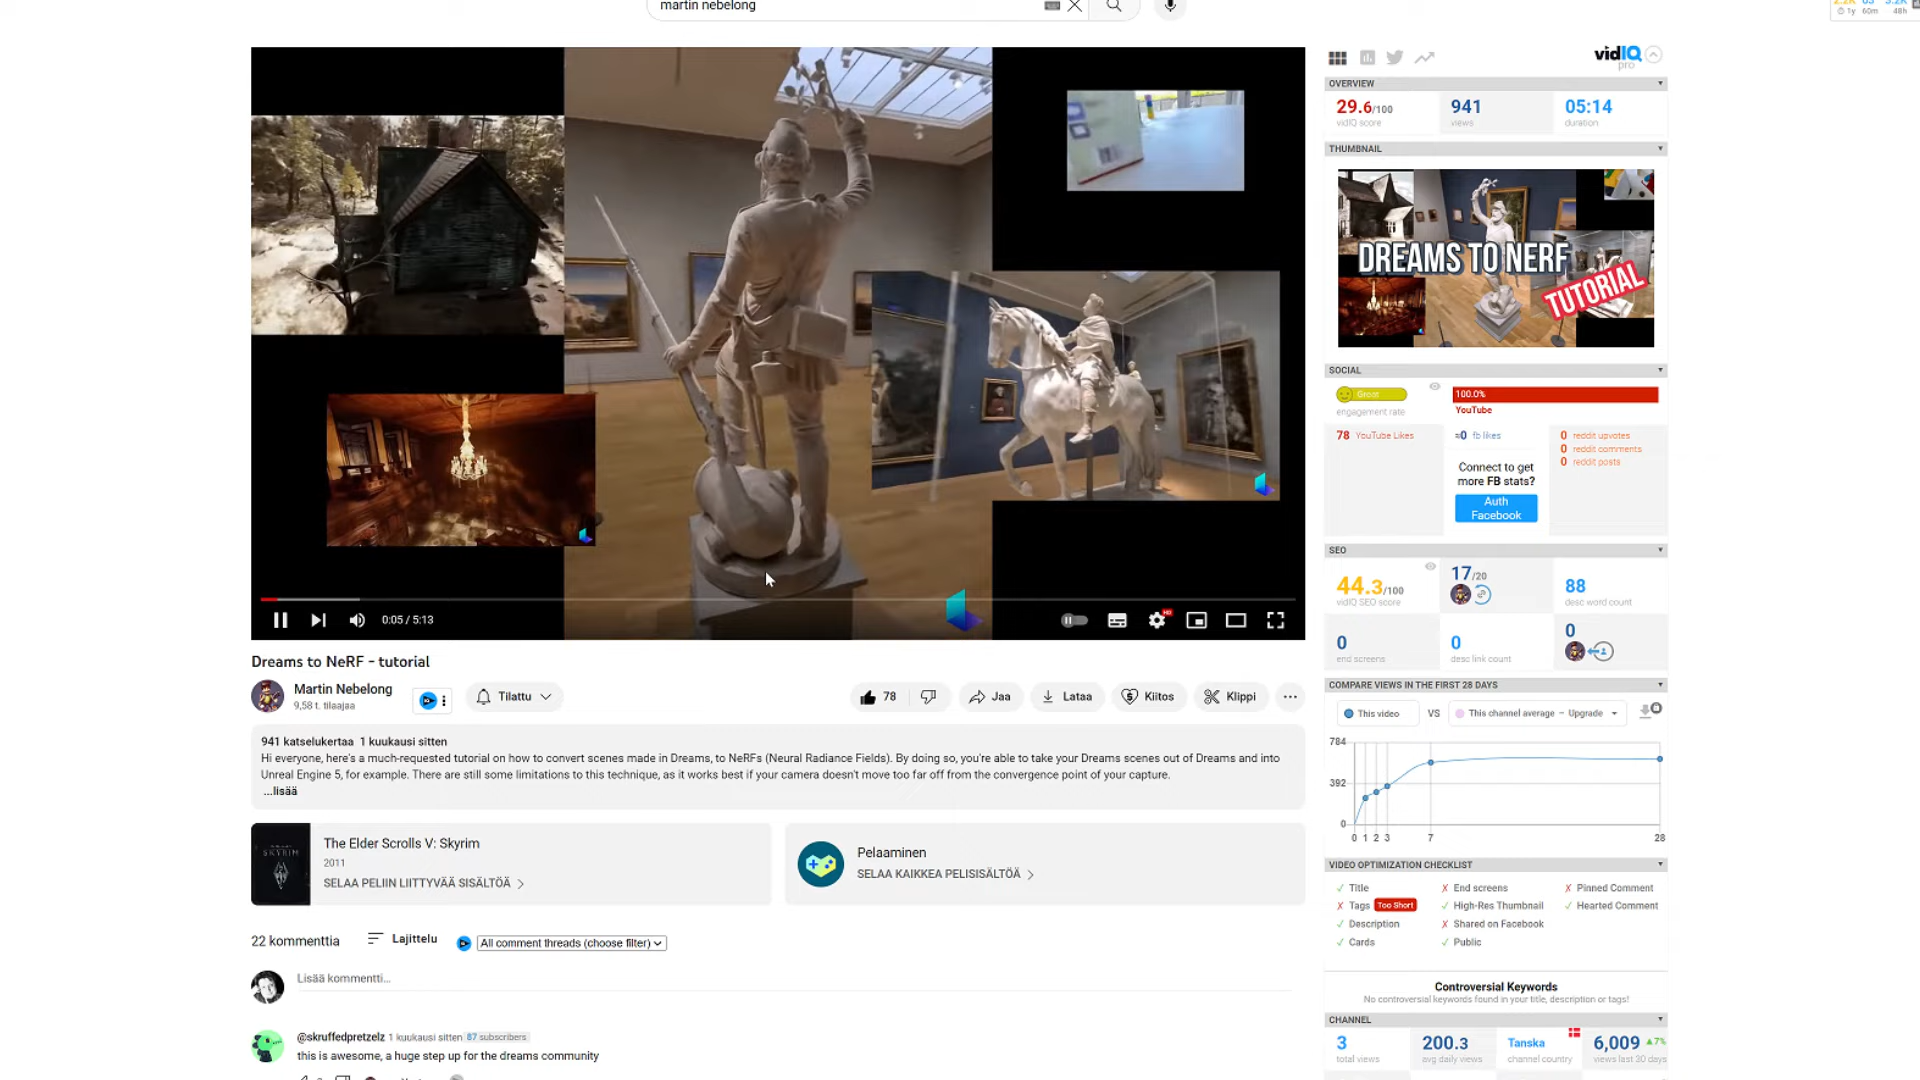 martin nebelong
1y 60m 48h
vidIQ
pro
OVERVIEW
29.6/100
vidIQ score
941
views
05:14
duration
THUMBNAIL
DREAMS TO NERF
TUTORIAL
SOCIAL
Great
engagement rate
100.0%
YouTube
78 YouTube Likes
≈0 fb likes
Connect to get
more FB stats?
Auth
Facebook
0 reddit upvotes
0 reddit comments
0 reddit posts
SEO
44.3/100
vidIQ SEO score
17/20
88
desc word count
0
end screens
0
desc link count
0
COMPARE VIEWS IN THE FIRST 28 DAYS
This video VS This channel average – Upgrade
784
392
0
0 1 2 3 7 28
VIDEO OPTIMIZATION CHECKLIST
Title End screens Pinned Comment
Tags Too Short High-Res Thumbnail Hearted Comment
Description Shared on Facebook
Cards Public
Controversial Keywords
No controversial keywords found in your title, description or tags!
CHANNEL
3
total views
200.3
avg daily views
Tanska
channel country
6,009 7%
views last 30 days
0:05 / 5:13
HD
Dreams to NeRF - tutorial
Martin Nebelong
9,58 t. tilaajaa
Tilattu
78
Jaa
Lataa
Kiitos
Klippi
941 katselukertaa 1 kuukausi sitten
Hi everyone, here's a much-requested tutorial on how to convert scenes made in Dreams, to NeRFs (Neural Radiance Fields). By doing so, you're able to take your Dreams scenes out of Dreams and into
Unreal Engine 5, for example. There are still some limitations to this technique, as it works best if your camera doesn't move too far off from the convergence point of your capture.
...lisää
SKYRIM
The Elder Scrolls V: Skyrim
2011
SELAA PELIIN LIITTYVÄÄ SISÄLTÖÄ
Pelaaminen
SELAA KAIKKEA PELISISÄLTÖÄ
22 kommenttia
Lajittelu
All comment threads (choose filter)
Lisää kommentti...
@skruffedpretzelz 1 kuukausi sitten 87 subscribers
this is awesome, a huge step up for the dreams community